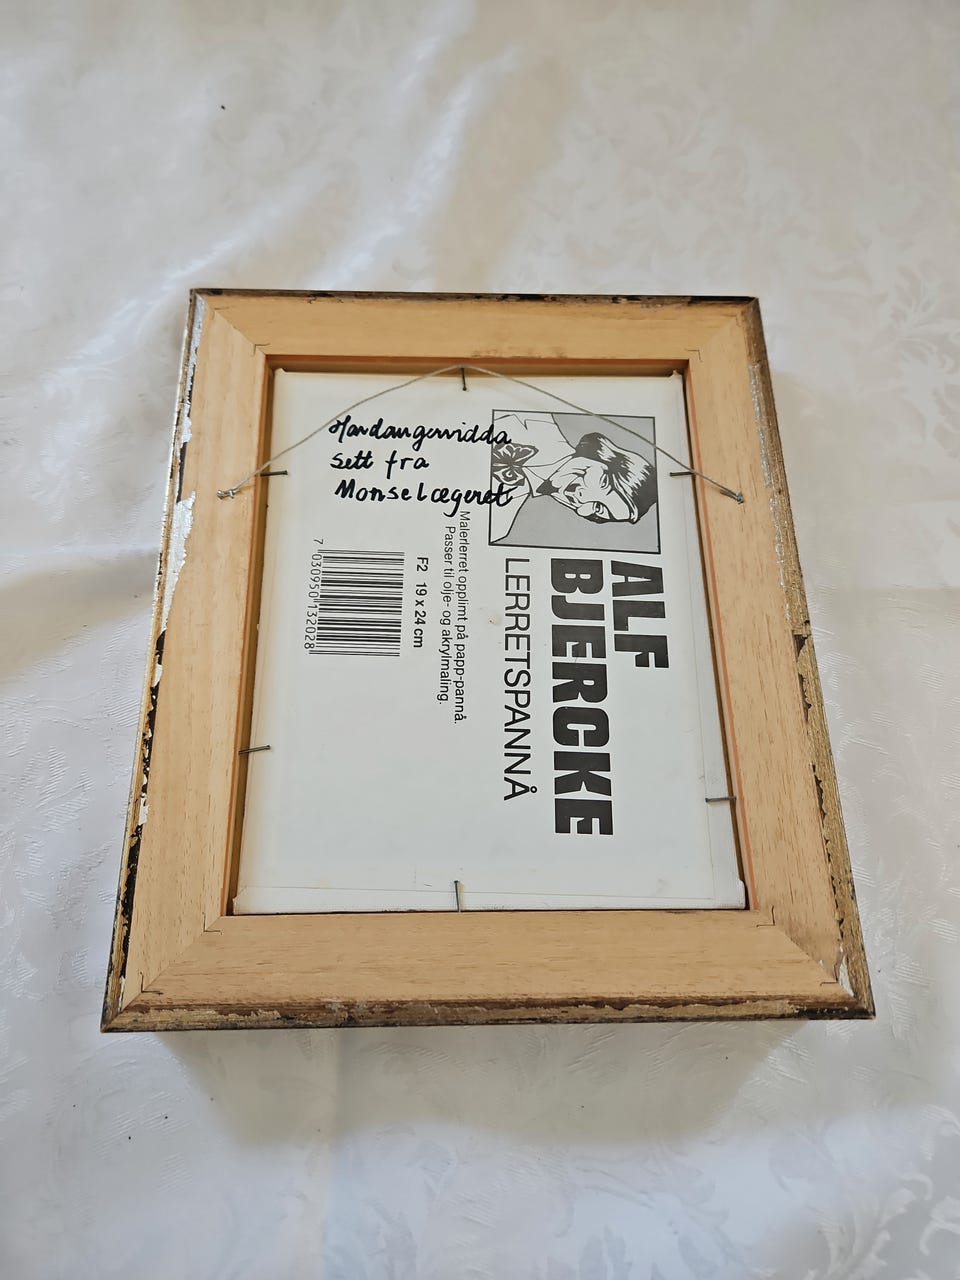 Hardangervidda
sett fra
Monselægeret
ALF
BJERCKE
LERRETSPANNÅ
Malerlerret opplimt på papp-pannå.
Passer til olje- og akrylmaling.
F2 19 x 24 cm
7 030950 132028